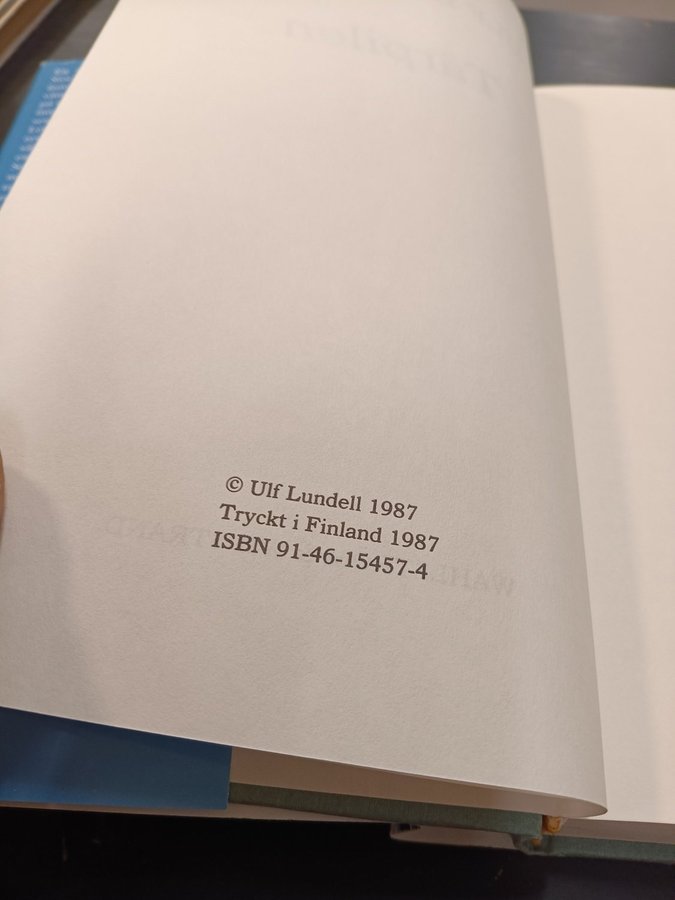 © Ulf Lundell 1987
Tryckt i Finland 1987
ISBN 91-46-15457-4